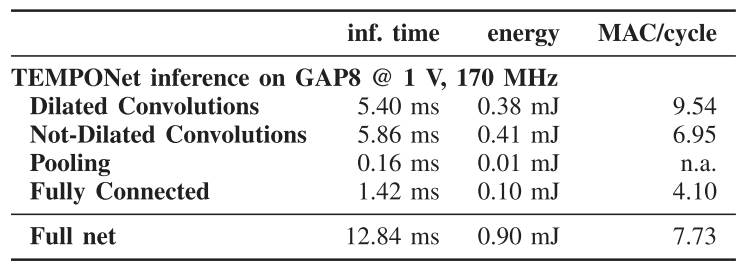 inf. time energy MAC/cycle
TEMPONet inference on GAP8 @ 1 V, 170 MHz
Dilated Convolutions 5.40 ms 0.38 mJ 9.54
Not-Dilated Convolutions 5.86 ms 0.41 mJ 6.95
Pooling 0.16 ms 0.01 mJ n.a.
Fully Connected 1.42 ms 0.10 mJ 4.10
Full net 12.84 ms 0.90 mJ 7.73